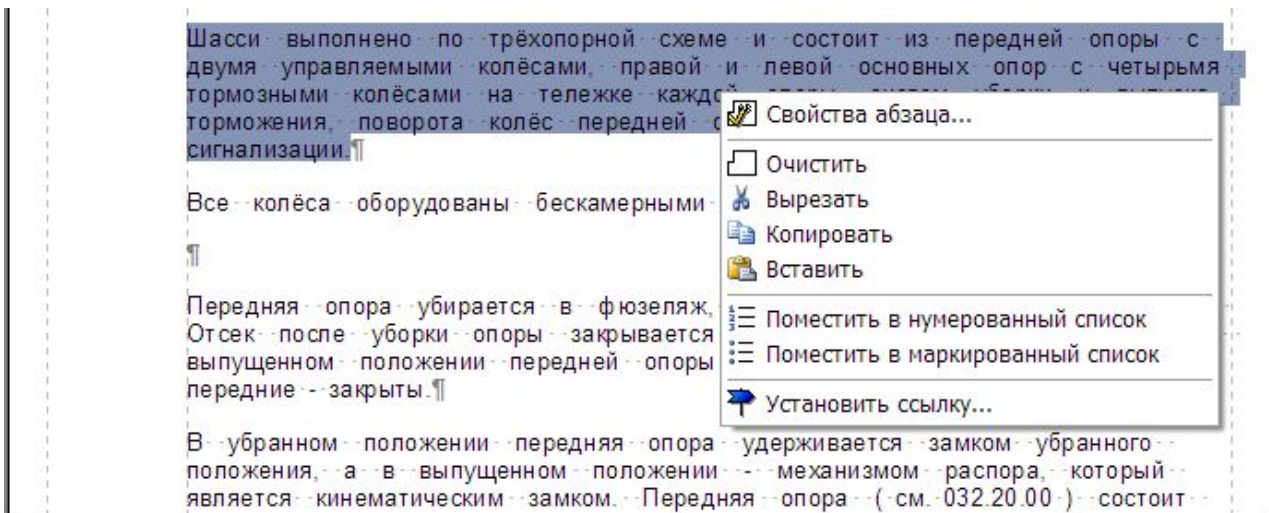 Шасси выполнено по трёхопорной схеме и состоит из передней опоры с
двумя управляемыми колёсами, правой и левой основных опор с четырьмя
тормозными колёсами на тележке каждой
торможения, поворота колёс передней
сигнализации.¶
Все колёса оборудованы бескамерными
¶
Передняя опора убирается в фюзеляж,
Отсек после уборки опоры закрывается
выпущенном положении передней опоры
передние - закрыты.¶
В убранном положении передняя опора удерживается замком убранного
положения, а в выпущенном положении - механизмом распора, который
является кинематическим замком. Передняя опора ( см. 032.20.00 ) состоит
Свойства абзаца...
Очистить
Вырезать
Копировать
Вставить
Поместить в нумерованный список
Поместить в маркированный список
Установить ссылку...